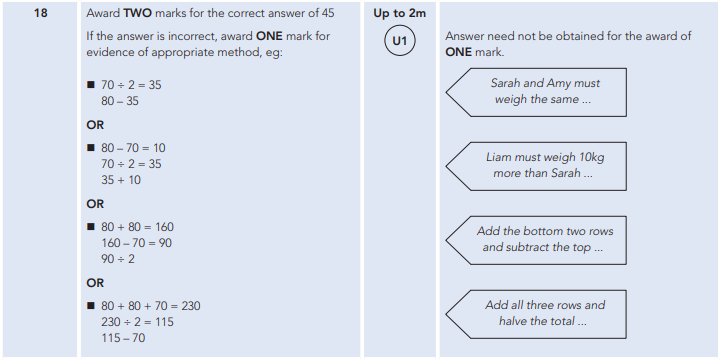 18
Award TWO marks for the correct answer of 45
If the answer is incorrect, award ONE mark for
evidence of appropriate method, eg:
■ 70 ÷ 2 = 35
80 – 35
OR
■ 80 – 70 = 10
70 ÷ 2 = 35
35 + 10
OR
■ 80 + 80 = 160
160 – 70 = 90
90 ÷ 2
OR
■ 80 + 80 + 70 = 230
230 ÷ 2 = 115
115 – 70
Up to 2m
U1
Answer need not be obtained for the award of
ONE mark.
Sarah and Amy must
weigh the same ...
Liam must weigh 10kg
more than Sarah ...
Add the bottom two rows
and subtract the top ...
Add all three rows and
halve the total ...